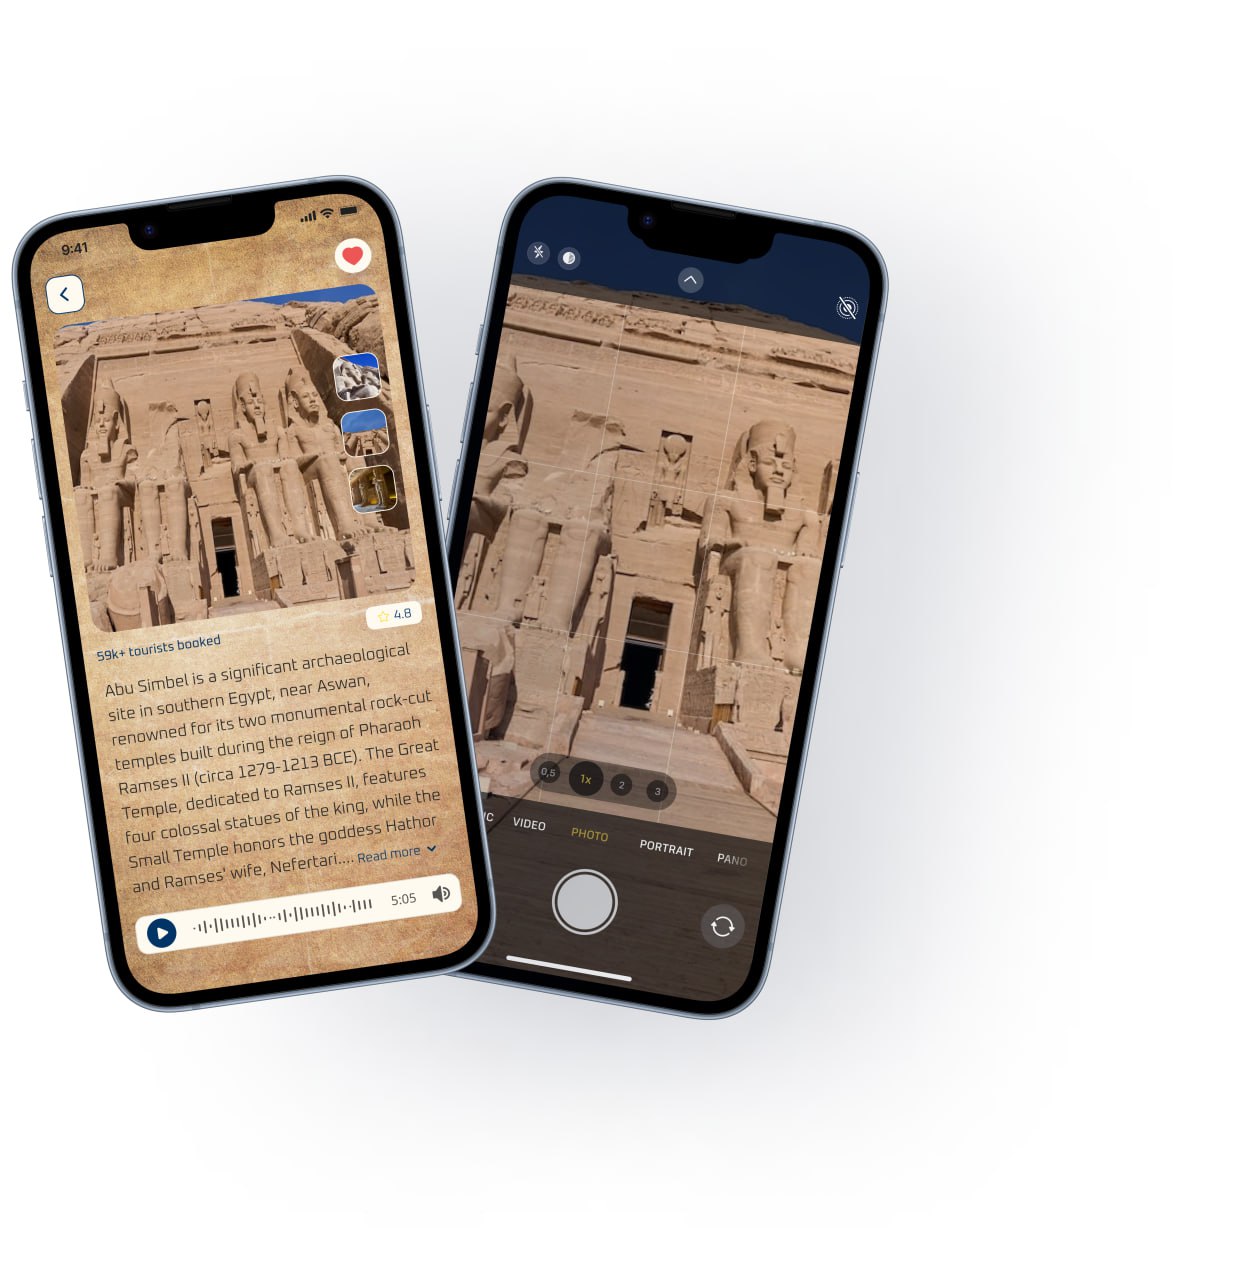 9:41
4.8
59k+ tourists booked
Abu Simbel is a significant archaeological
site in southern Egypt, near Aswan,
renowned for its two monumental rock-cut
temples built during the reign of Pharaoh
Ramses II (circa 1279-1213 BCE). The Great
Temple, dedicated to Ramses II, features
four colossal statues of the king, while the
Small Temple honors the goddess Hathor
and Ramses' wife, Nefertari.... Read more
5:05
0,5 1x 2 3
IC VIDEO PHOTO PORTRAIT PANO